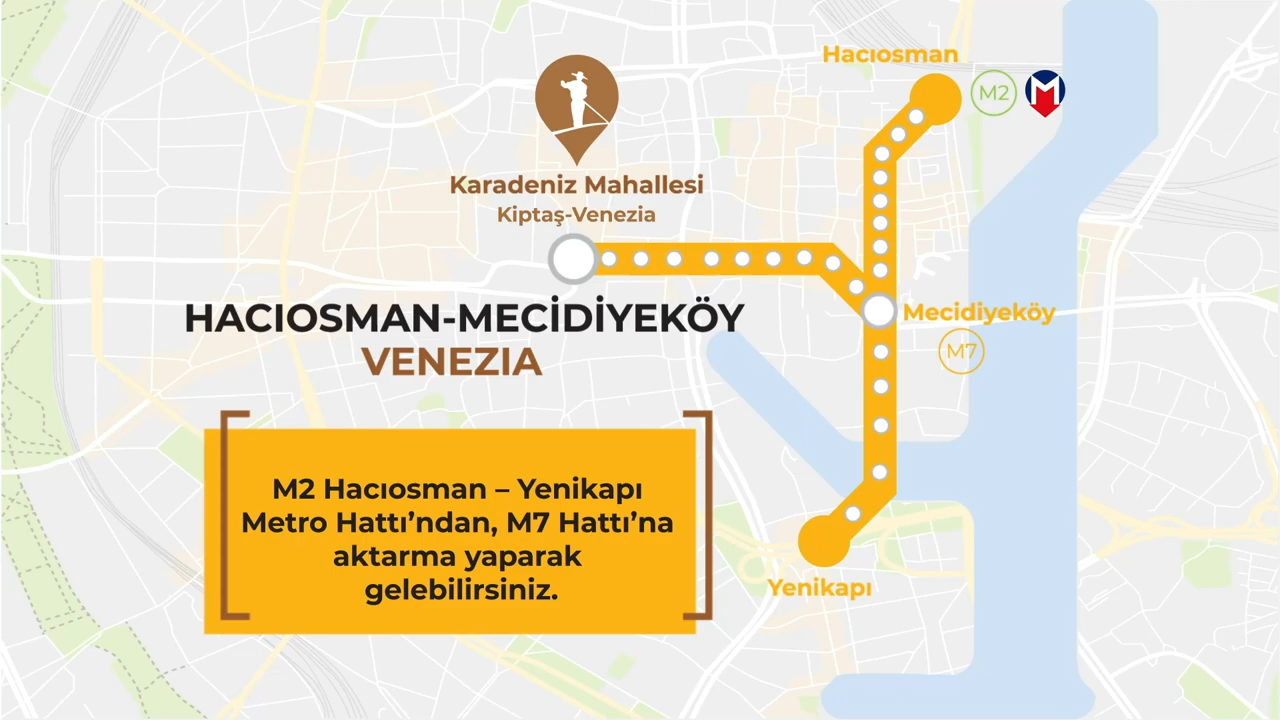 Hacıosman
M2
M
Karadeniz Mahallesi
Kiptaş-Venezia
HACIOSMAN-MECİDİYEKÖY
VENEZIA
Mecidiyeköy
M7
M2 Hacıosman – Yenikapı
Metro Hattı’ndan, M7 Hattı’na
aktarma yaparak
gelebilirsiniz.
Yenikapı